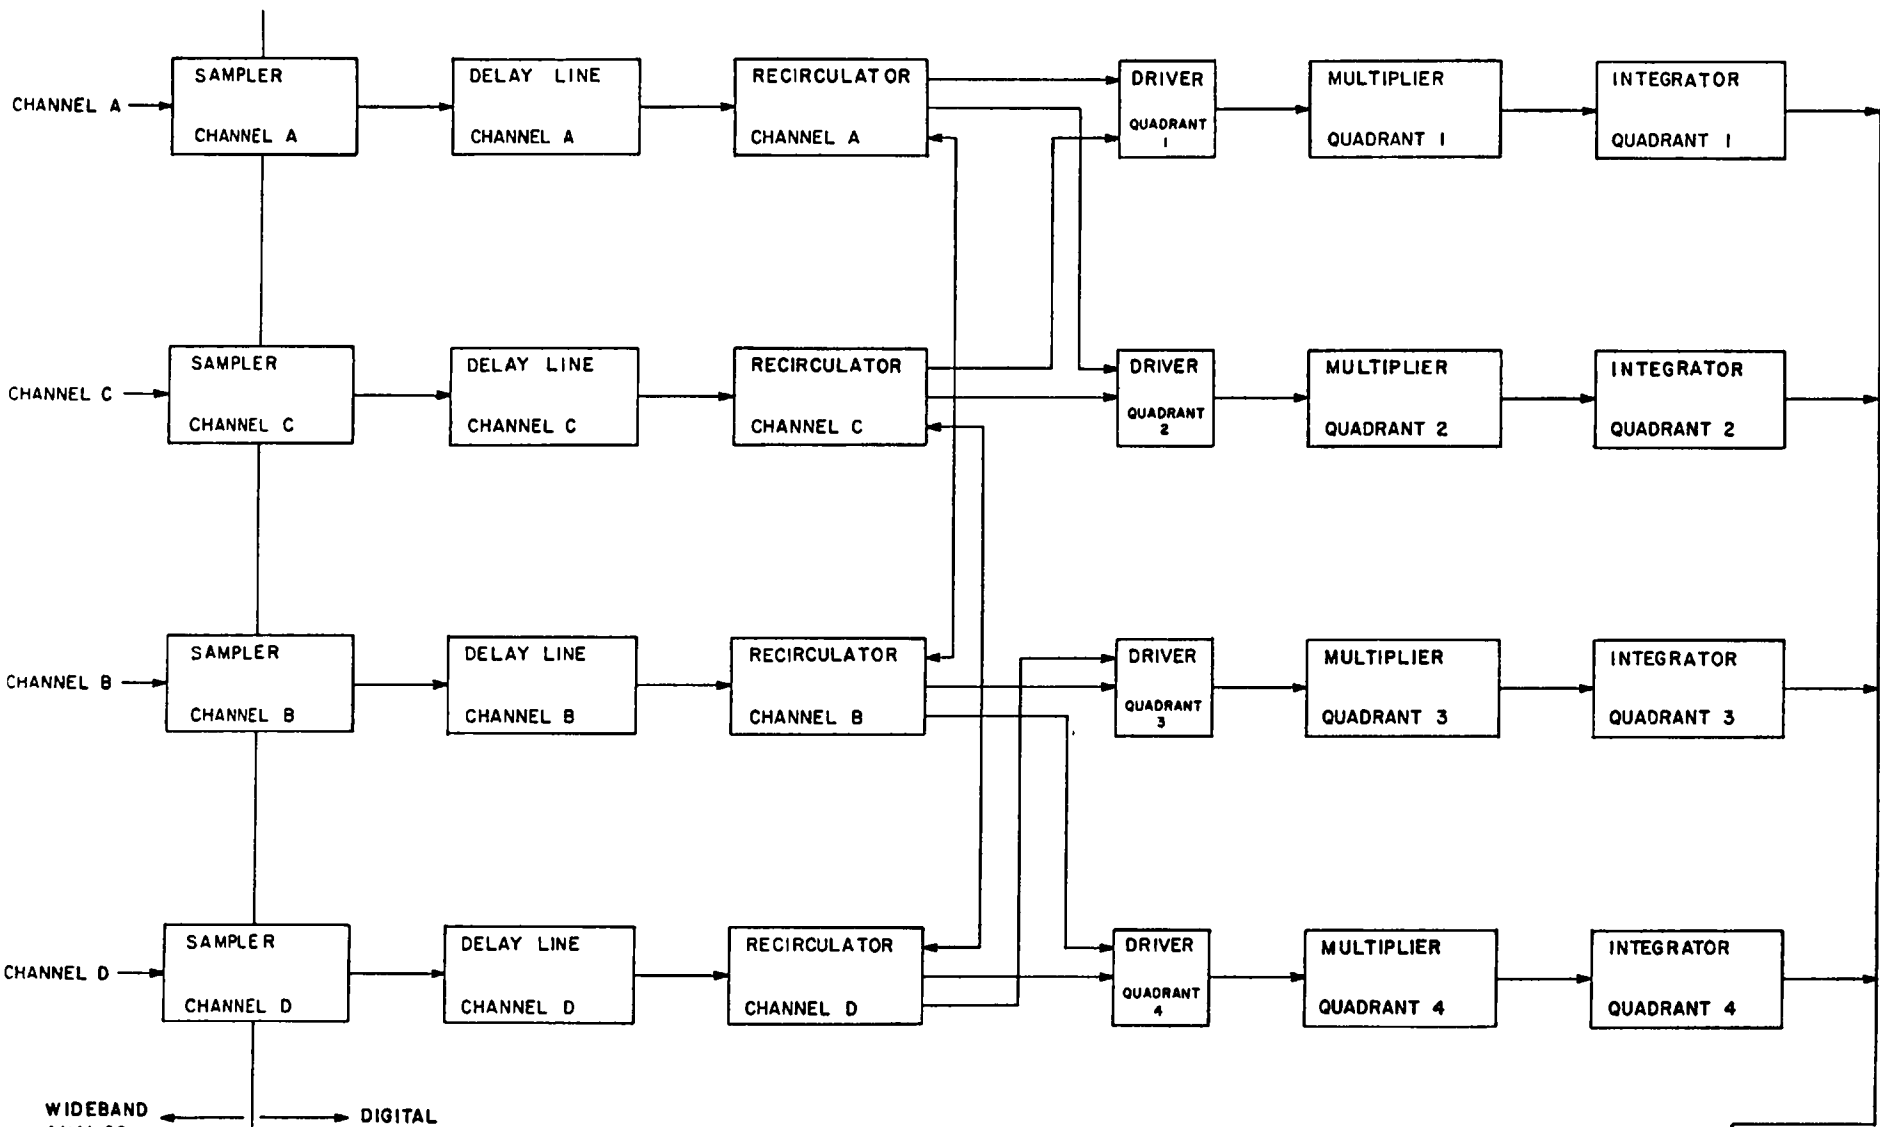 CHANNEL A
SAMPLER
CHANNEL A
DELAY LINE
CHANNEL A
RECIRCULATOR
CHANNEL A
DRIVER
QUADRANT
1
MULTIPLIER
QUADRANT 1
INTEGRATOR
QUADRANT 1
CHANNEL C
SAMPLER
CHANNEL C
DELAY LINE
CHANNEL C
RECIRCULATOR
CHANNEL C
DRIVER
QUADRANT
2
MULTIPLIER
QUADRANT 2
INTEGRATOR
QUADRANT 2
CHANNEL B
SAMPLER
CHANNEL B
DELAY LINE
CHANNEL B
RECIRCULATOR
CHANNEL B
DRIVER
QUADRANT
3
MULTIPLIER
QUADRANT 3
INTEGRATOR
QUADRANT 3
CHANNEL D
SAMPLER
CHANNEL D
DELAY LINE
CHANNEL D
RECIRCULATOR
CHANNEL D
DRIVER
QUADRANT
4
MULTIPLIER
QUADRANT 4
INTEGRATOR
QUADRANT 4
WIDEBAND
DIGITAL